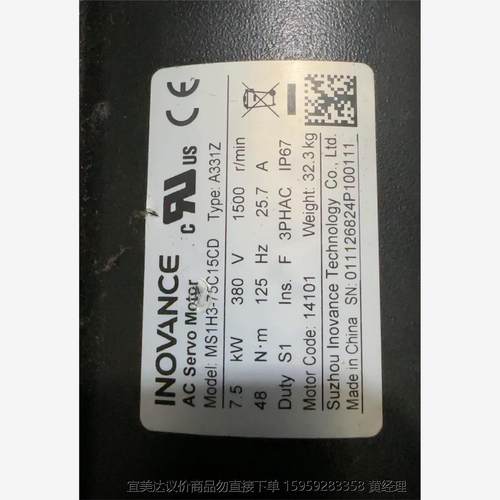 INOVANCE
AC Servo Motor
Model: MS1H3-75C15CD Type: A331Z
7.5 kW 380 V 1500 r/min
48 N·m 125 Hz 25.7 A
Duty S1 Ins. F 3PHAC IP67
Motor Code: 14101 Weight: 32.3 kg
Suzhou Inovance Technology Co., Ltd.
Made in China SN: 011126824P100111
c RU US CE
宜美达议价商品勿直接下单 15959283358 黄经理